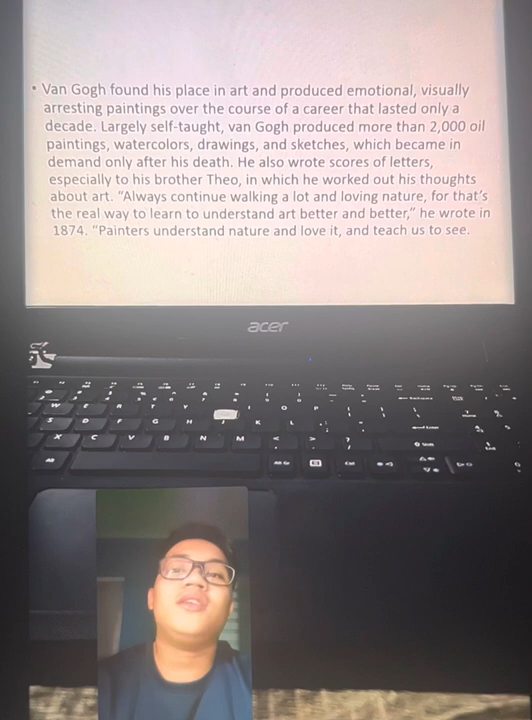 • Van Gogh found his place in art and produced emotional, visually
arresting paintings over the course of a career that lasted only a
decade. Largely self-taught, van Gogh produced more than 2,000 oil
paintings, watercolors, drawings, and sketches, which became in
demand only after his death. He also wrote scores of letters,
especially to his brother Theo, in which he worked out his thoughts
about art. “Always continue walking a lot and loving nature, for that’s
the real way to learn to understand art better and better,” he wrote in
1874. “Painters understand nature and love it, and teach us to see.
acer
W E R T Y I O P
S D F G H J K L
X C V B N M < > ?
Alt Alt Gr Ctrl